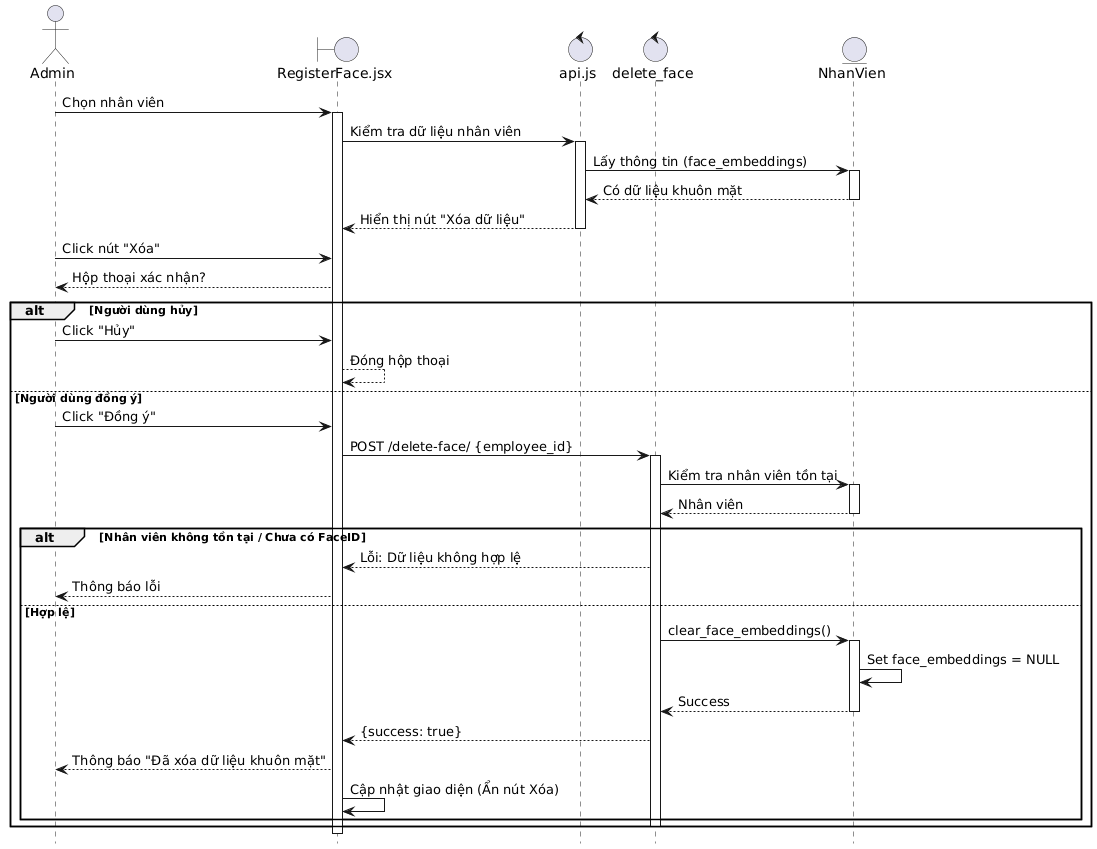 Admin
RegisterFace.jsx
api.js
delete_face
NhanVien
Chọn nhân viên
Kiểm tra dữ liệu nhân viên
Lấy thông tin (face_embeddings)
Có dữ liệu khuôn mặt
Hiển thị nút "Xóa dữ liệu"
Click nút "Xóa"
Hộp thoại xác nhận?
alt
[Người dùng hủy]
Click "Hủy"
Đóng hộp thoại
[Người dùng đồng ý]
Click "Đồng ý"
POST /delete-face/ {employee_id}
Kiểm tra nhân viên tồn tại
Nhân viên
alt
[Nhân viên không tồn tại / Chưa có FaceID]
Lỗi: Dữ liệu không hợp lệ
Thông báo lỗi
[Hợp lệ]
clear_face_embeddings()
Set face_embeddings = NULL
Success
{success: true}
Thông báo "Đã xóa dữ liệu khuôn mặt"
Cập nhật giao diện (Ẩn nút Xóa)